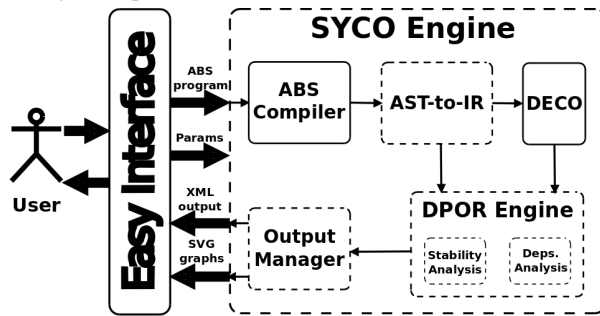 SYCO Engine
Easy Interface
User
ABS
program
Params
XML
output
SVG
graphs
ABS
Compiler
AST-to-IR
DECO
DPOR Engine
Stability
Analysis
Deps.
Analysis
Output
Manager